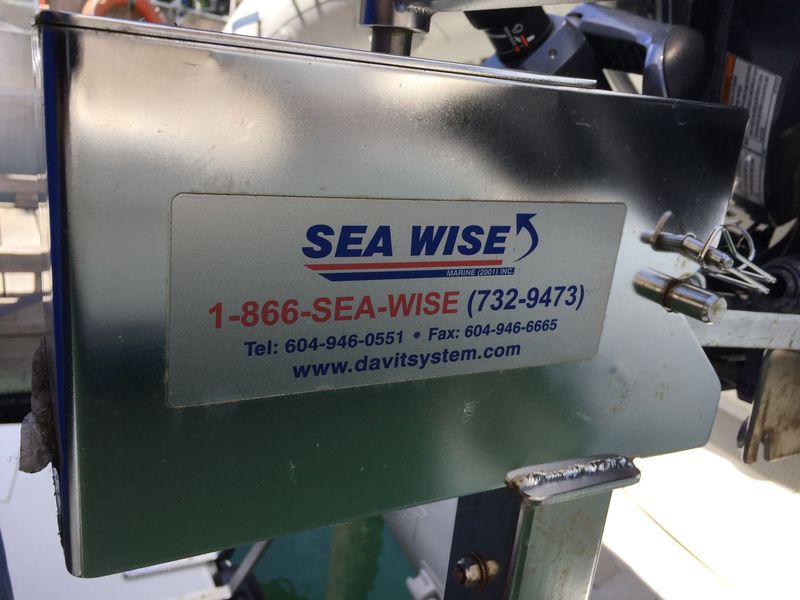 SEA WISE
MARINE (2001) INC.
1-866-SEA-WISE (732-9473)
Tel: 604-946-0551 • Fax: 604-946-6665
www.davitsystem.com